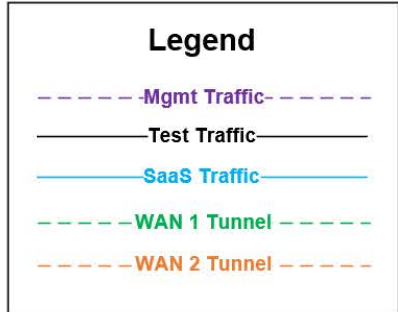 Legend
Mgmt Traffic
Test Traffic
SaaS Traffic
WAN 1 Tunnel
WAN 2 Tunnel